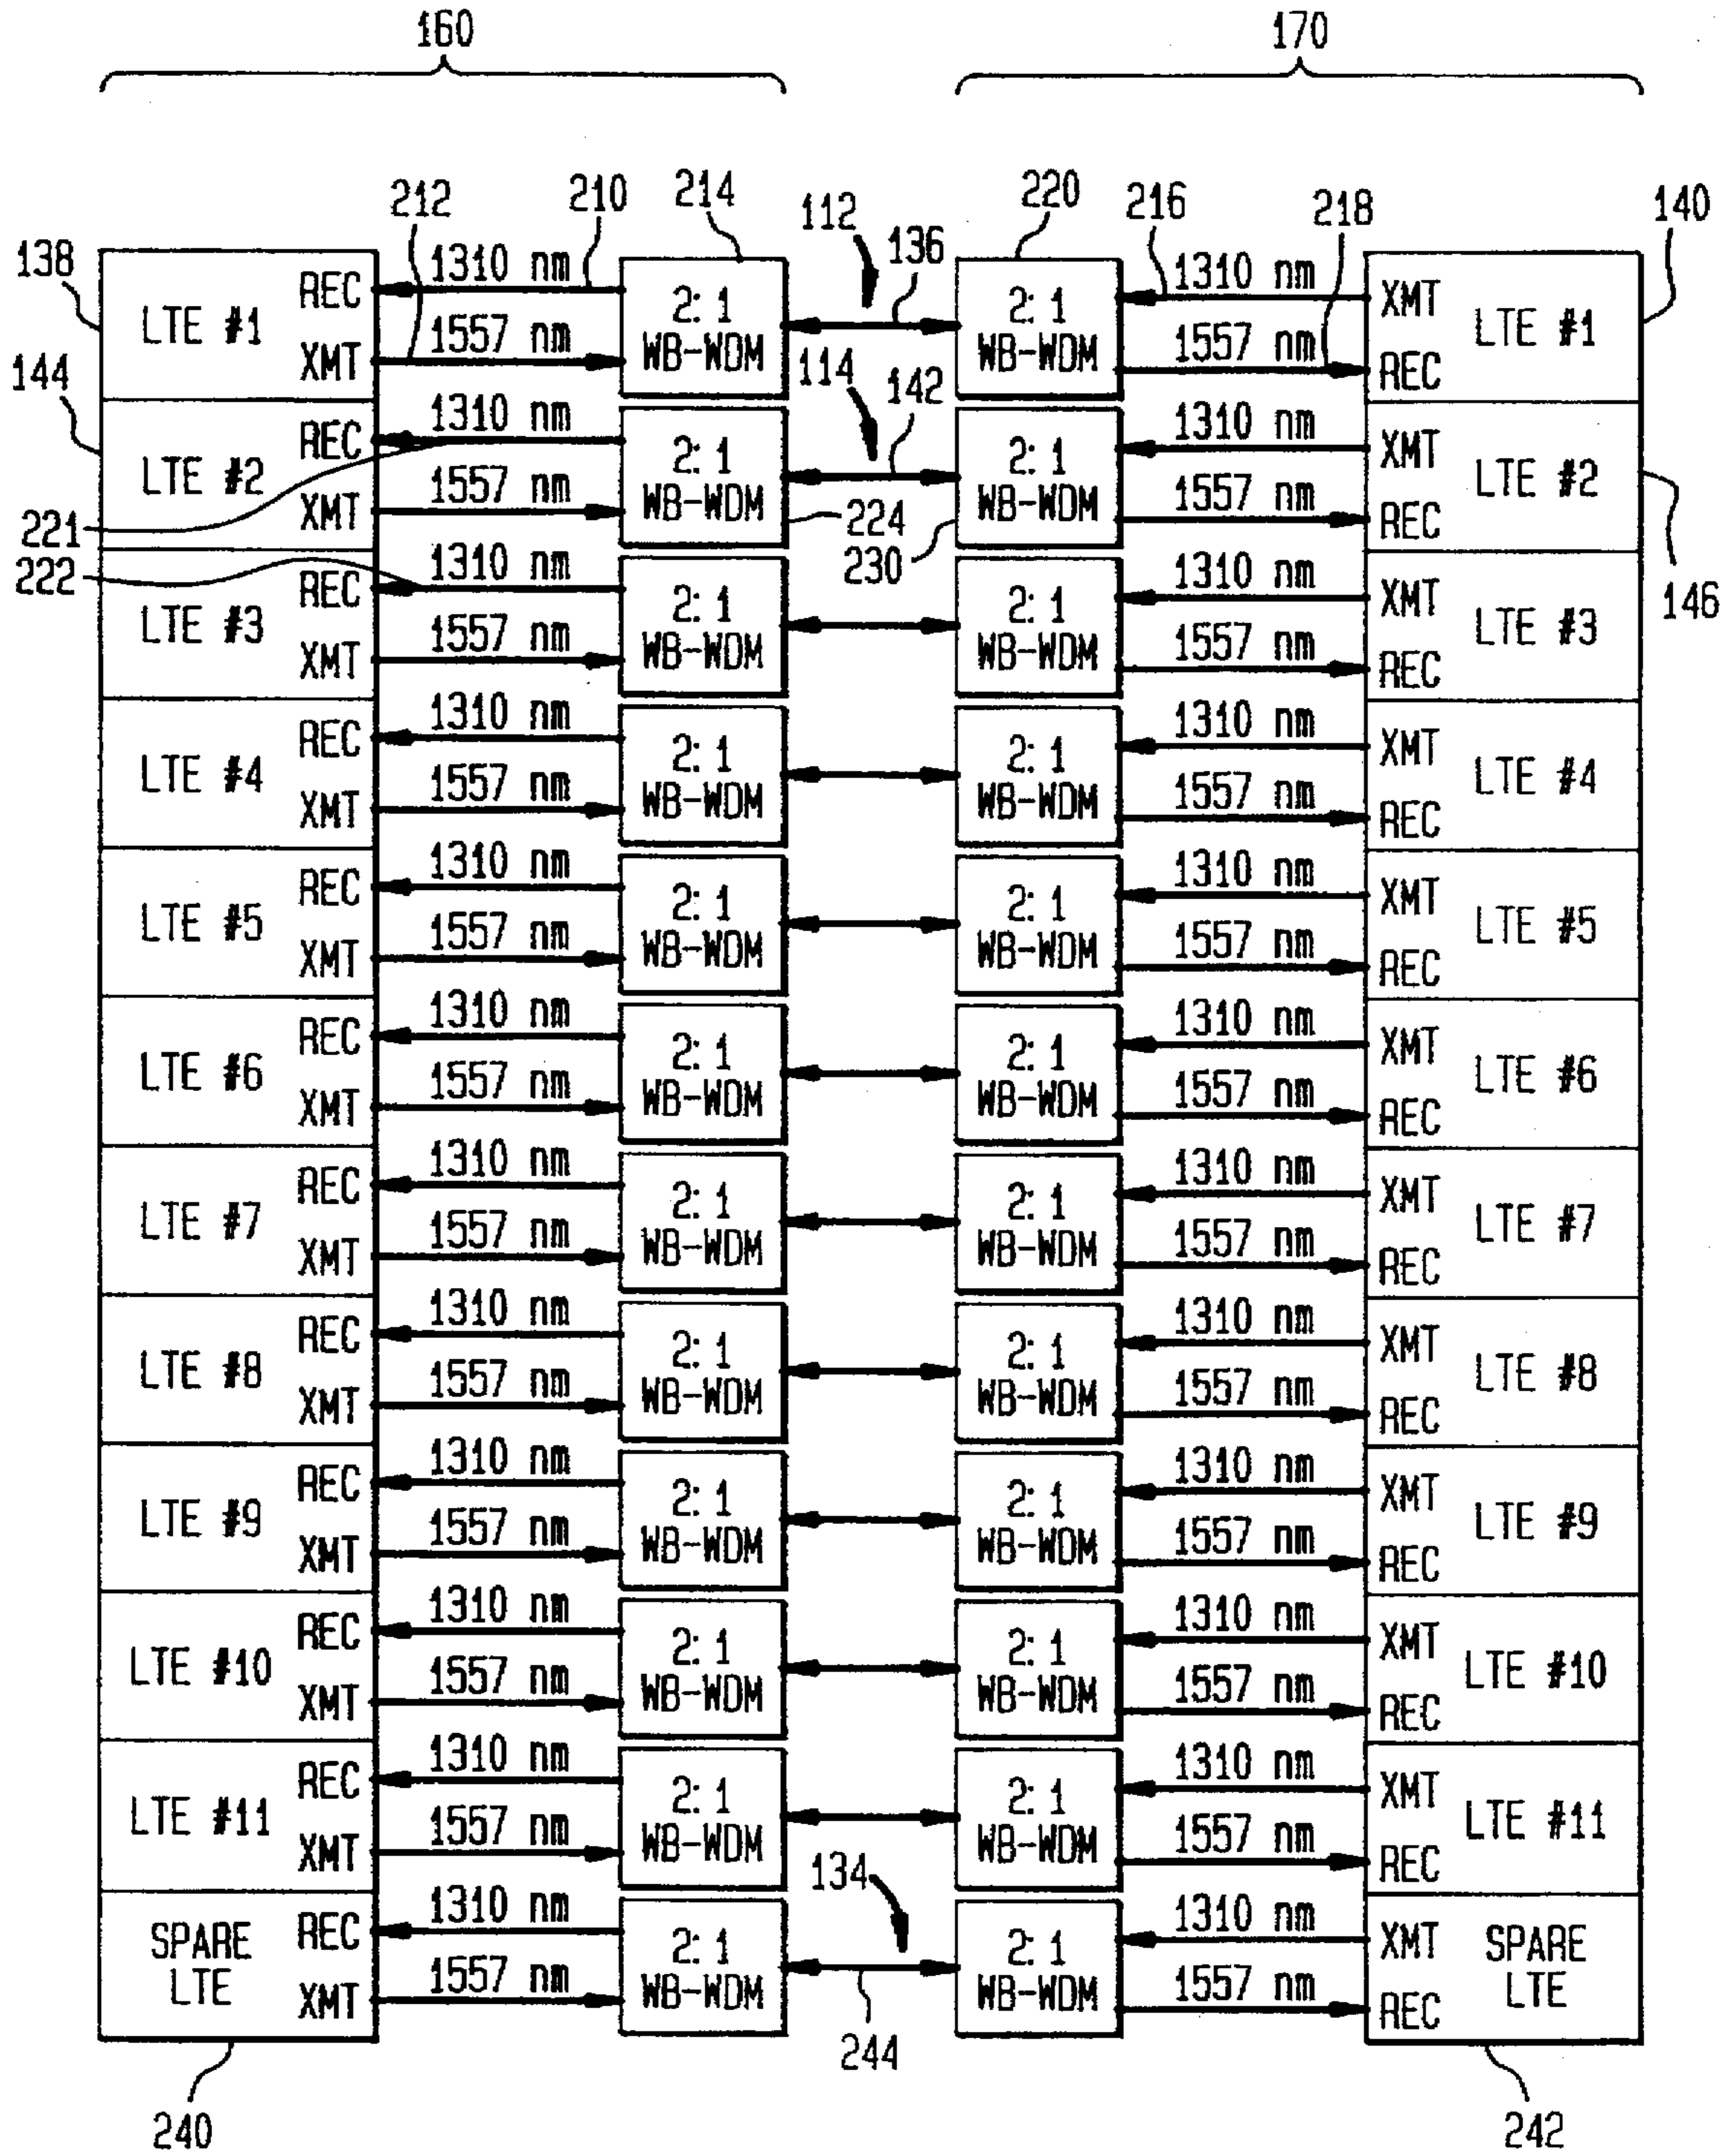 160 170
212 210 214 112 136 220 216 218 140
138 LTE #1 REC 1310 nm 2:1 WB-WDM 2:1 WB-WDM 1310 nm XMT LTE #1
XMT 1557 nm 1557 nm REC
144 114 142
LTE #2 REC 1310 nm 2:1 WB-WDM 2:1 WB-WDM 1310 nm XMT LTE #2
XMT 1557 nm 1557 nm REC
221 224 146
222 230
LTE #3 REC 1310 nm 2:1 WB-WDM 2:1 WB-WDM 1310 nm XMT LTE #3
XMT 1557 nm 1557 nm REC
LTE #4 REC 1310 nm 2:1 WB-WDM 2:1 WB-WDM 1310 nm XMT LTE #4
XMT 1557 nm 1557 nm REC
LTE #5 REC 1310 nm 2:1 WB-WDM 2:1 WB-WDM 1310 nm XMT LTE #5
XMT 1557 nm 1557 nm REC
LTE #6 REC 1310 nm 2:1 WB-WDM 2:1 WB-WDM 1310 nm XMT LTE #6
XMT 1557 nm 1557 nm REC
LTE #7 REC 1310 nm 2:1 WB-WDM 2:1 WB-WDM 1310 nm XMT LTE #7
XMT 1557 nm 1557 nm REC
LTE #8 REC 1310 nm 2:1 WB-WDM 2:1 WB-WDM 1310 nm XMT LTE #8
XMT 1557 nm 1557 nm REC
LTE #9 REC 1310 nm 2:1 WB-WDM 2:1 WB-WDM 1310 nm XMT LTE #9
XMT 1557 nm 1557 nm REC
LTE #10 REC 1310 nm 2:1 WB-WDM 2:1 WB-WDM 1310 nm XMT LTE #10
XMT 1557 nm 1557 nm REC
LTE #11 REC 1310 nm 2:1 WB-WDM 2:1 WB-WDM 1310 nm XMT LTE #11
XMT 1557 nm 1557 nm REC
134
SPARE LTE REC 1310 nm 2:1 WB-WDM 2:1 WB-WDM 1310 nm XMT SPARE LTE
XMT 1557 nm 1557 nm REC
240 244 242